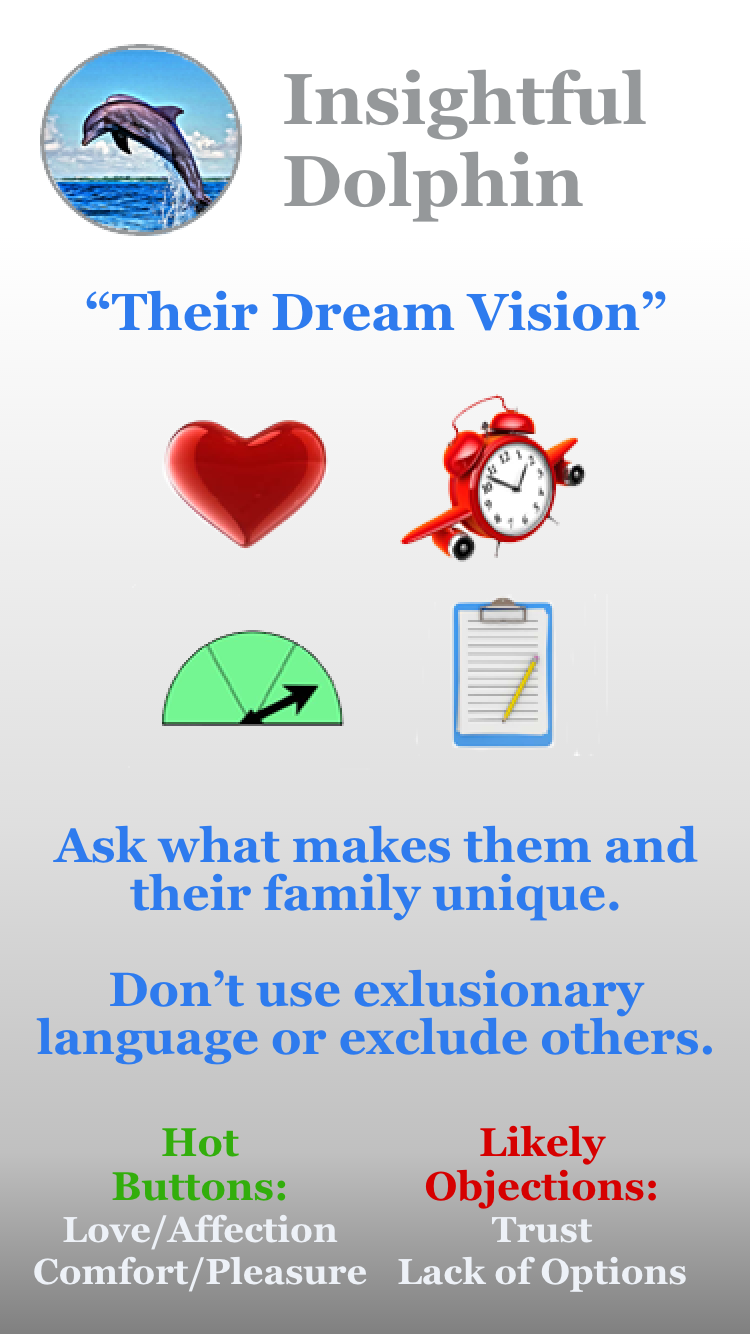 Insightful
Dolphin
“Their Dream Vision”
Ask what makes them and
their family unique.
Don’t use exlusionary
language or exclude others.
Hot
Buttons:
Love/Affection
Comfort/Pleasure
Likely
Objections:
Trust
Lack of Options